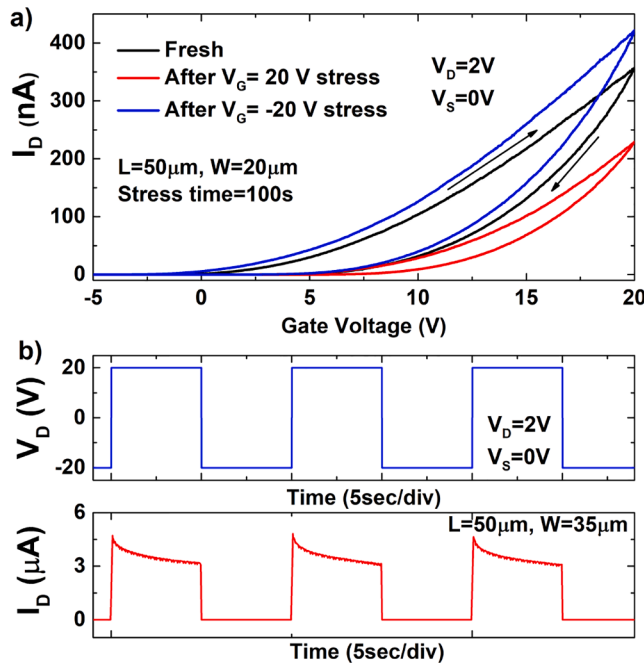 a)
400
300
200
100
0
I_D (nA)
Fresh
After V_G= 20 V stress
After V_G= -20 V stress
V_D=2V
V_S=0V
L=50μm, W=20μm
Stress time=100s
-5 0 5 10 15 20
Gate Voltage (V)
b)
20
0
-20
V_D (V)
V_D=2V
V_S=0V
Time (5sec/div)
6
3
0
I_D (μA)
L=50μm, W=35μm
Time (5sec/div)